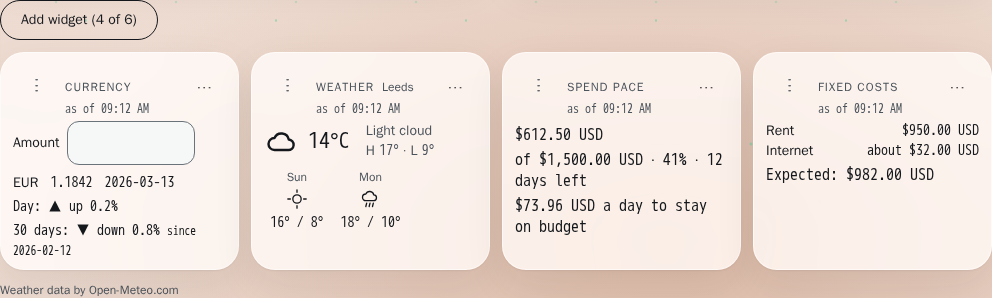 Add widget (4 of 6)
CURRENCY
as of 09:12 AM
Amount
EUR 1.1842 2026-03-13
Day: ▲ up 0.2%
30 days: ▼ down 0.8% since
2026-02-12
WEATHER Leeds
as of 09:12 AM
14°C
Light cloud
H 17° · L 9°
Sun Mon
16° / 8° 18° / 10°
SPEND PACE
as of 09:12 AM
$612.50 USD
of $1,500.00 USD · 41% · 12
days left
$73.96 USD a day to stay
on budget
FIXED COSTS
as of 09:12 AM
Rent $950.00 USD
Internet about $32.00 USD
Expected: $982.00 USD
Weather data by Open-Meteo.com